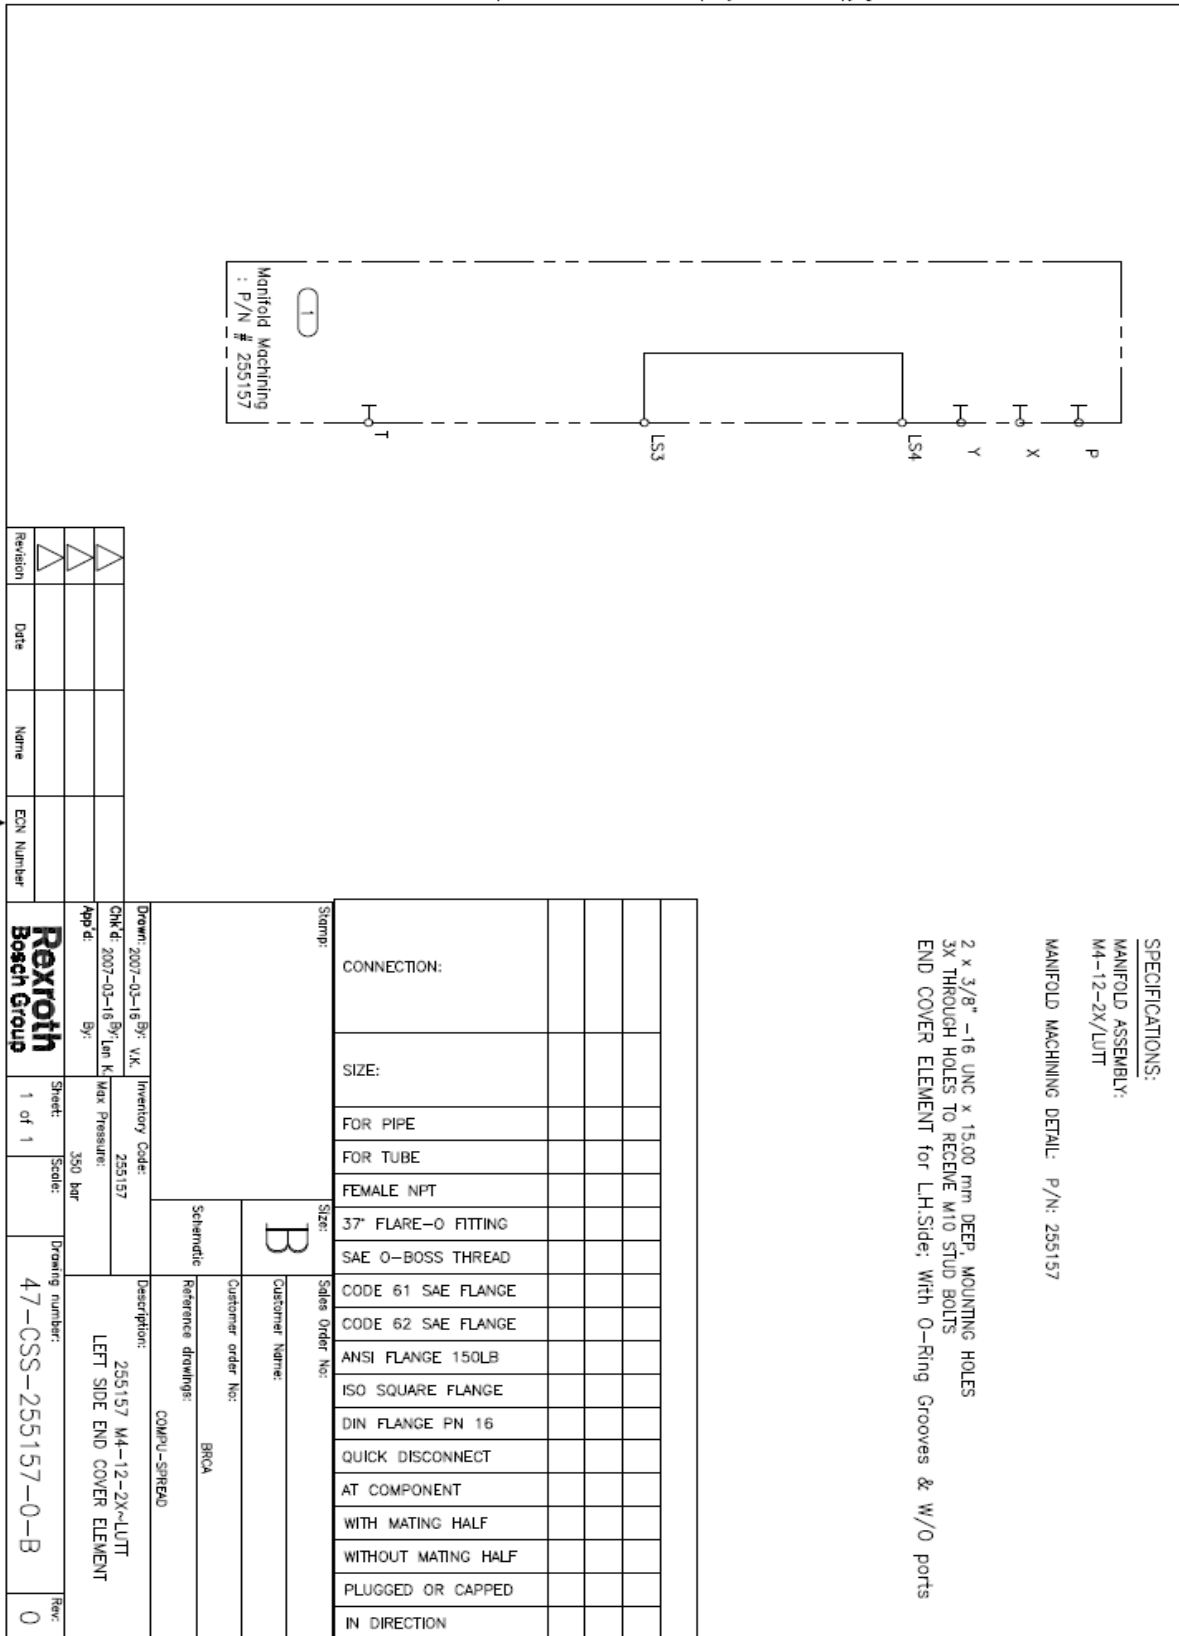 SPECIFICATIONS:
MANIFOLD ASSEMBLY:
M4-12-2X/LUTT
MANIFOLD MACHINING DETAIL: P/N: 255157
2 x 3/8" -16 UNC x 15.00 mm DEEP, MOUNTING HOLES
3X THROUGH HOLES TO RECEIVE M10 STUD BOLTS
END COVER ELEMENT for L.H.Side; With O-Ring Grooves & W/O ports
P
X
Y
LS4
LS3
T
1
Manifold Machining
: P/N # 255157
CONNECTION:
SIZE:
FOR PIPE
FOR TUBE
FEMALE NPT
37° FLARE-O FITTING
SAE O-BOSS THREAD
CODE 61 SAE FLANGE
CODE 62 SAE FLANGE
ANSI FLANGE 150LB
ISO SQUARE FLANGE
DIN FLANGE PN 16
QUICK DISCONNECT
AT COMPONENT
WITH MATING HALF
WITHOUT MATING HALF
PLUGGED OR CAPPED
IN DIRECTION
Stamp:
Size:
B
Schematic
Sales Order No:
Customer Name:
Customer order No:
BRCA
Reference drawings:
COMPU-SPREAD
Drawn: 2007-03-16 By: V.K.
Chk'd: 2007-03-16 By: Len K.
App'd: By:
Inventory Code:
255157
Max Pressure:
350 bar
Description:
255157 M4-12-2X~LUTT
LEFT SIDE END COVER ELEMENT
Revision Date Name ECN Number
Rexroth
Bosch Group
Sheet:
1 of 1
Scale:
Drawing number:
47-CSS-255157-0-B
Rev:
0